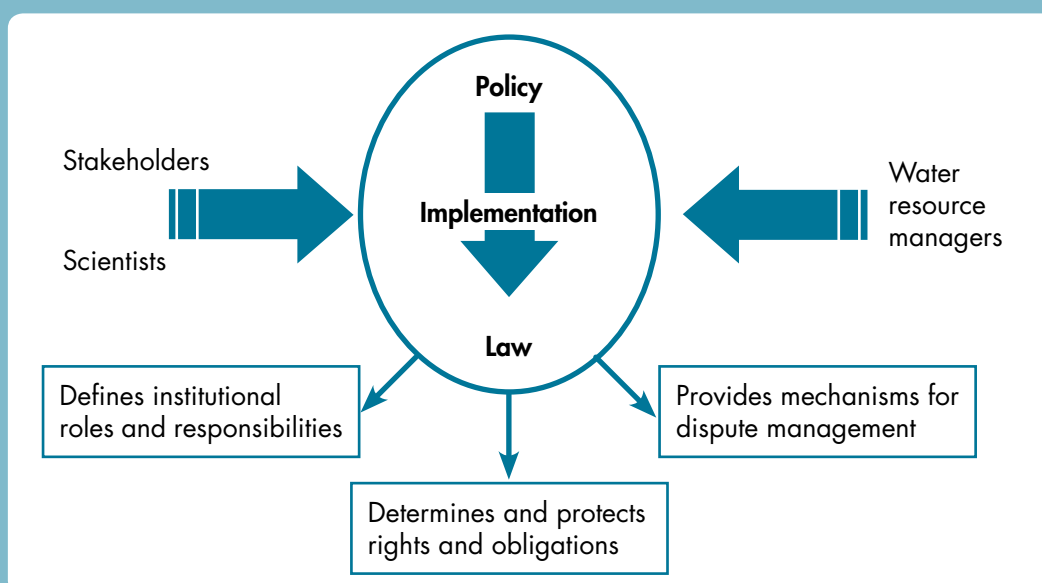 Policy
Stakeholders
Scientists
Implementation
Water
resource
managers
Law
Defines institutional
roles and responsibilities
Determines and protects
rights and obligations
Provides mechanisms for
dispute management